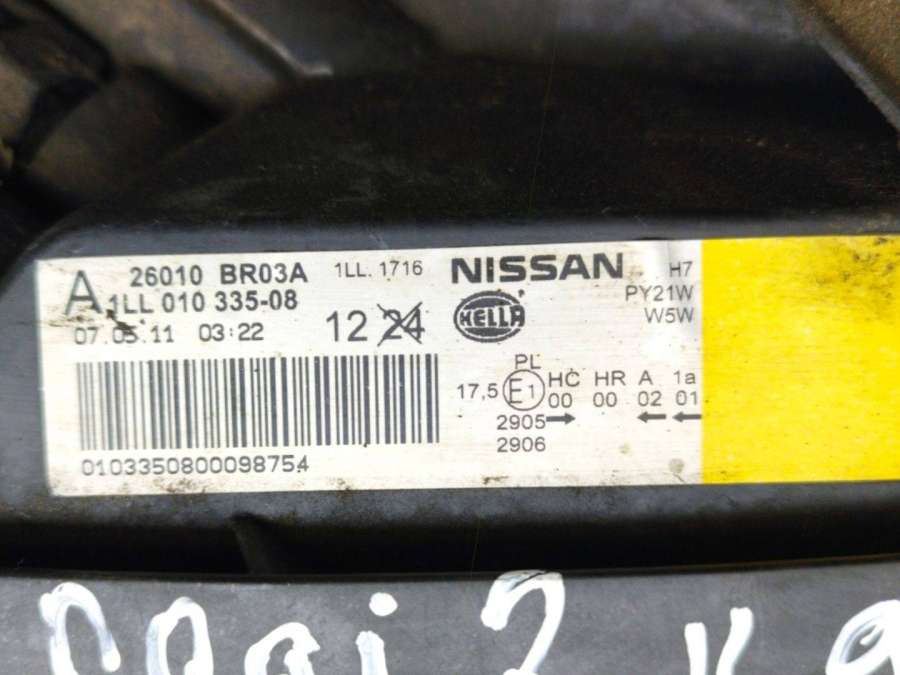 26010 BR03A 1LL. 1716 NISSAN H7
A 1LL 010 335-08 HELLA PY21W
07.05.11 03:22 12 24 W5W
PL
17,5 E1 HC HR A 1a
00 00 02 01
2905
2906
0103350800098754